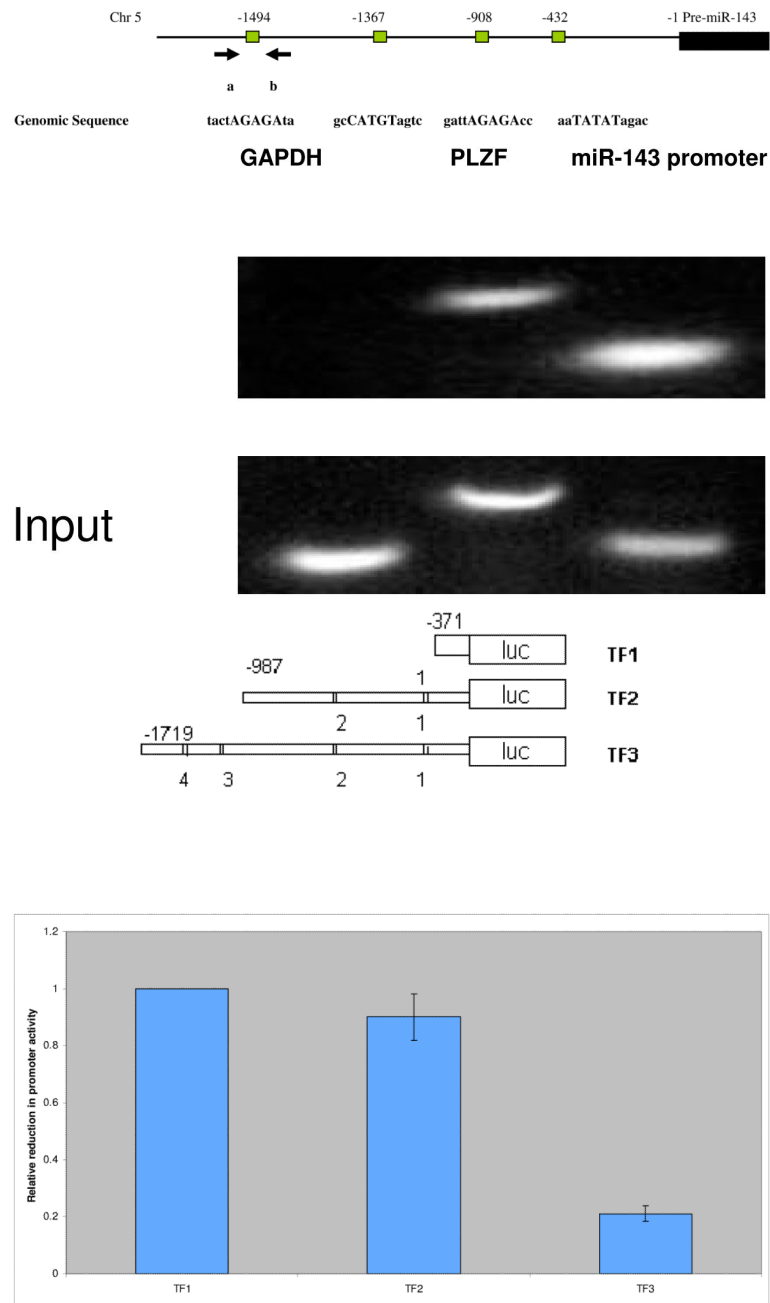 Chr 5 -1494 -1367 -908 -432 -1 Pre-miR-143
a b
Genomic Sequence tactAGAGAta gcCATGTagtc gattAGAGAcc aaTATATagac
GAPDH PLZF miR-143 promoter
Input
-371
luc TF1
-987
1
luc TF2
2 1
-1719
luc TF3
4 3 2 1
1.2
1
0.8
0.6
0.4
0.2
0
Relative reduction in promoter activity
TF1 TF2 TF3